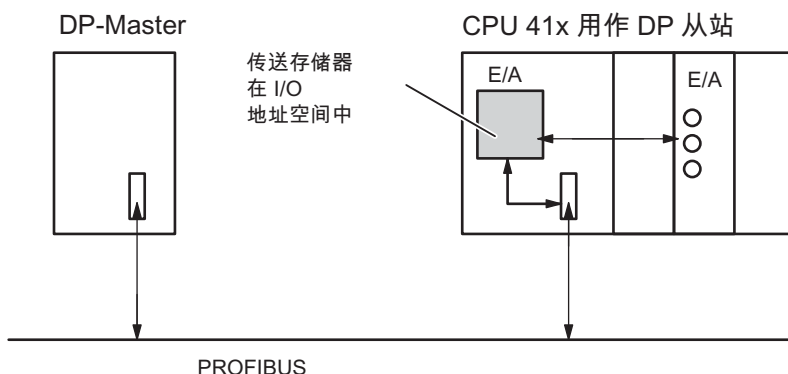 DP-Master
CPU 41x 用作 DP 从站
传送存储器
在 I/O
地址空间中
E/A
E/A
PROFIBUS